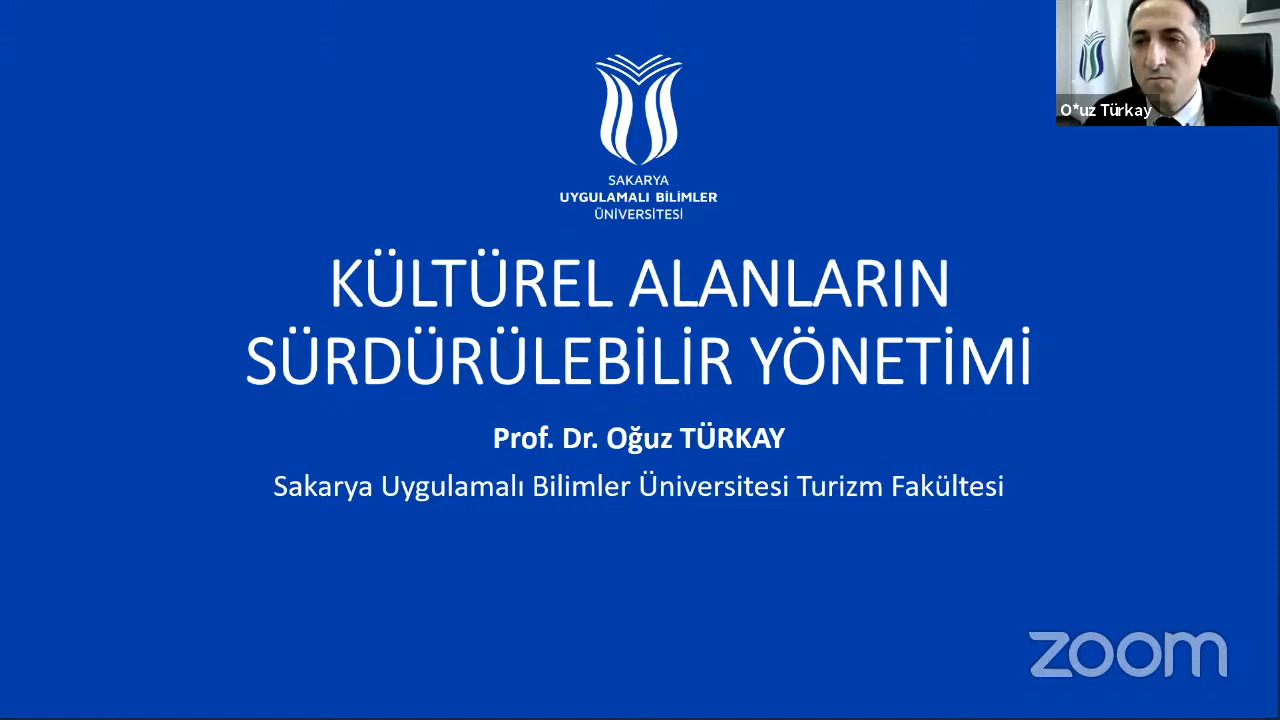 O*uz Türkay
SAKARYA
UYGULAMALI BİLİMLER
ÜNİVERSİTESİ
KÜLTÜREL ALANLARIN
SÜRDÜRÜLEBİLİR YÖNETİMİ
Prof. Dr. Oğuz TÜRKAY
Sakarya Uygulamalı Bilimler Üniversitesi Turizm Fakültesi
zoom